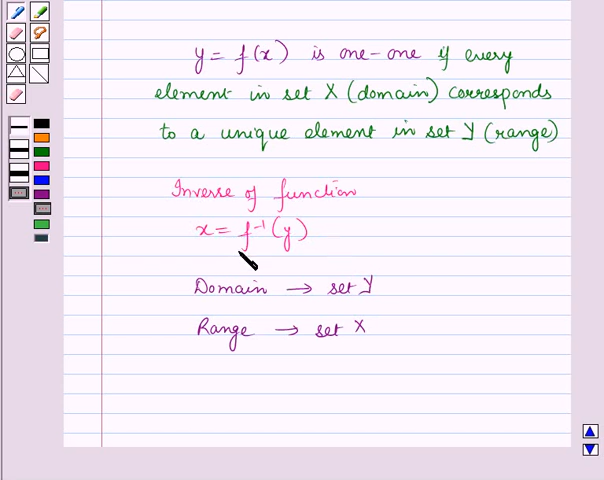 y = f(x) is one-one if every
element in set X (domain) corresponds
to a unique element in set Y (range)
Inverse of function
x = f⁻¹(y)
Domain → set Y
Range → set X